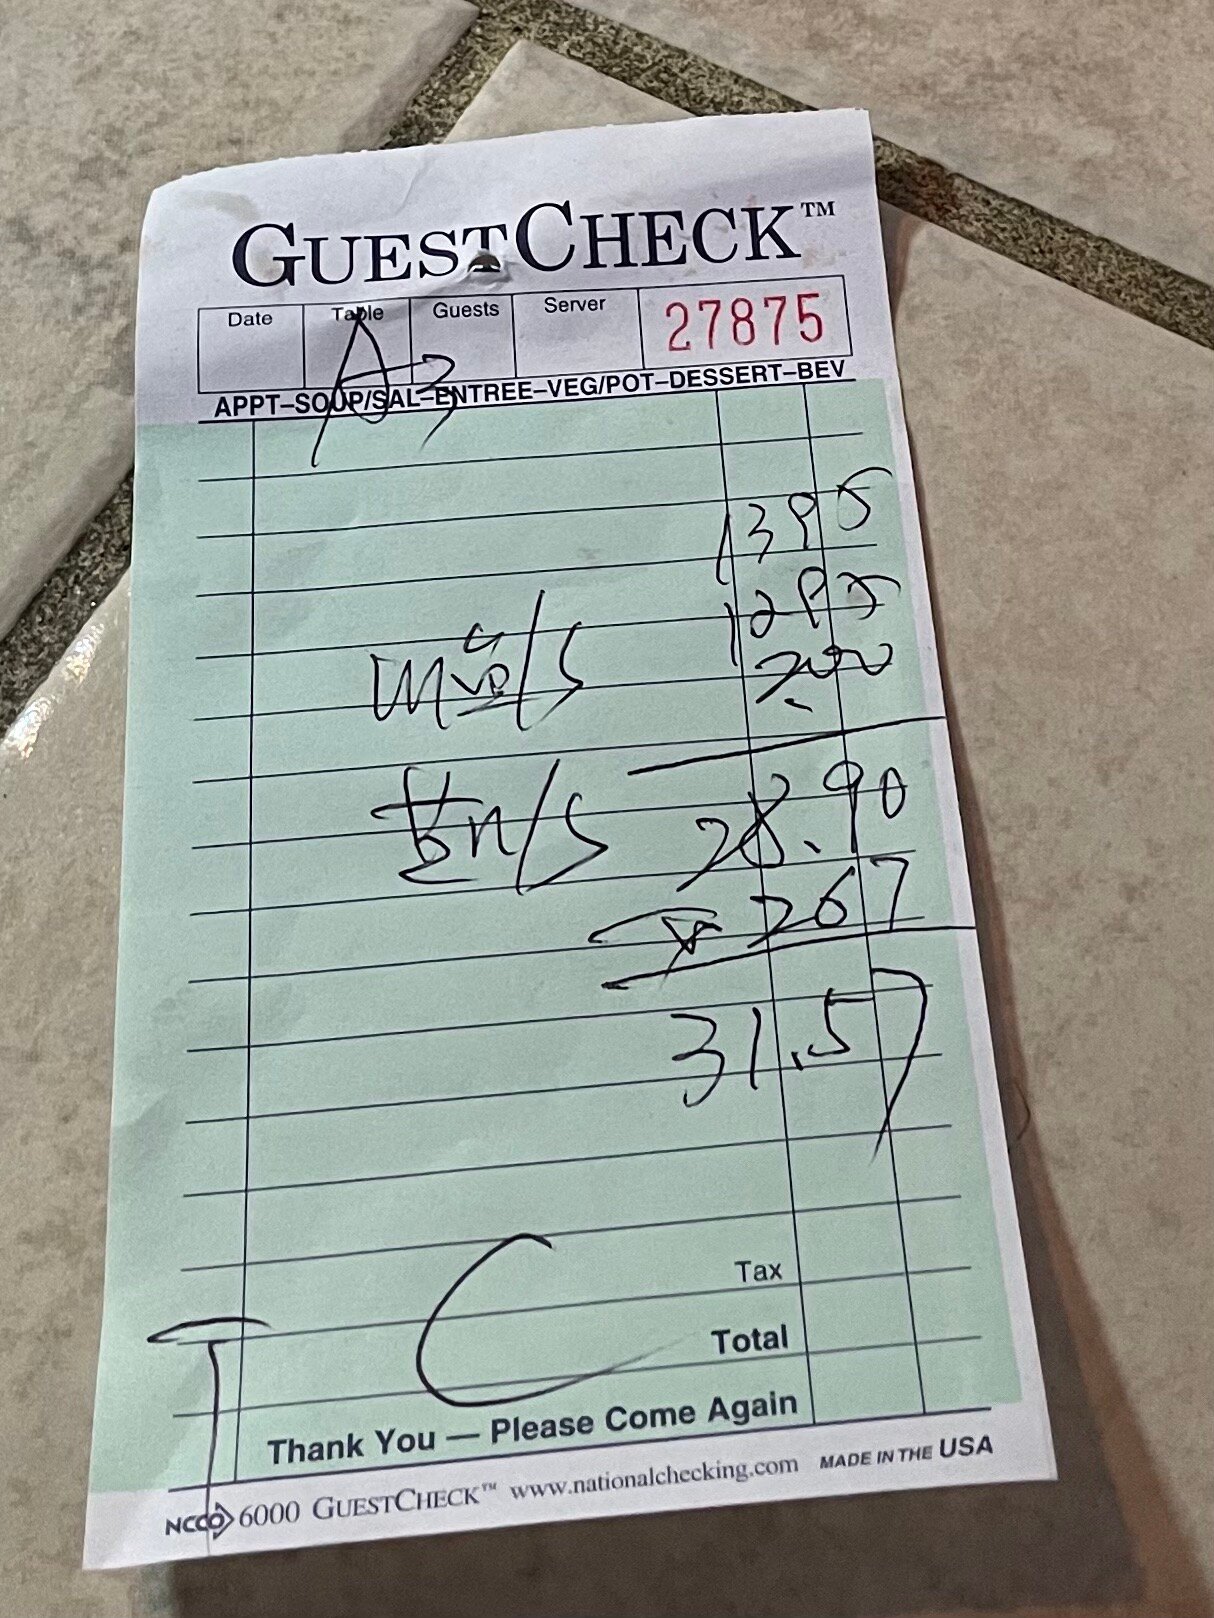 GUESTCHECK™
Date Table Guests Server 27875
A3
APPT–SOUP/SAL–ENTREE–VEG/POT–DESSERT–BEV
1395
1295
200
28.90
267
31.57
T C
Tax
Total
Thank You — Please Come Again
NCCO 6000 GUESTCHECK™ www.nationalchecking.com MADE IN THE USA